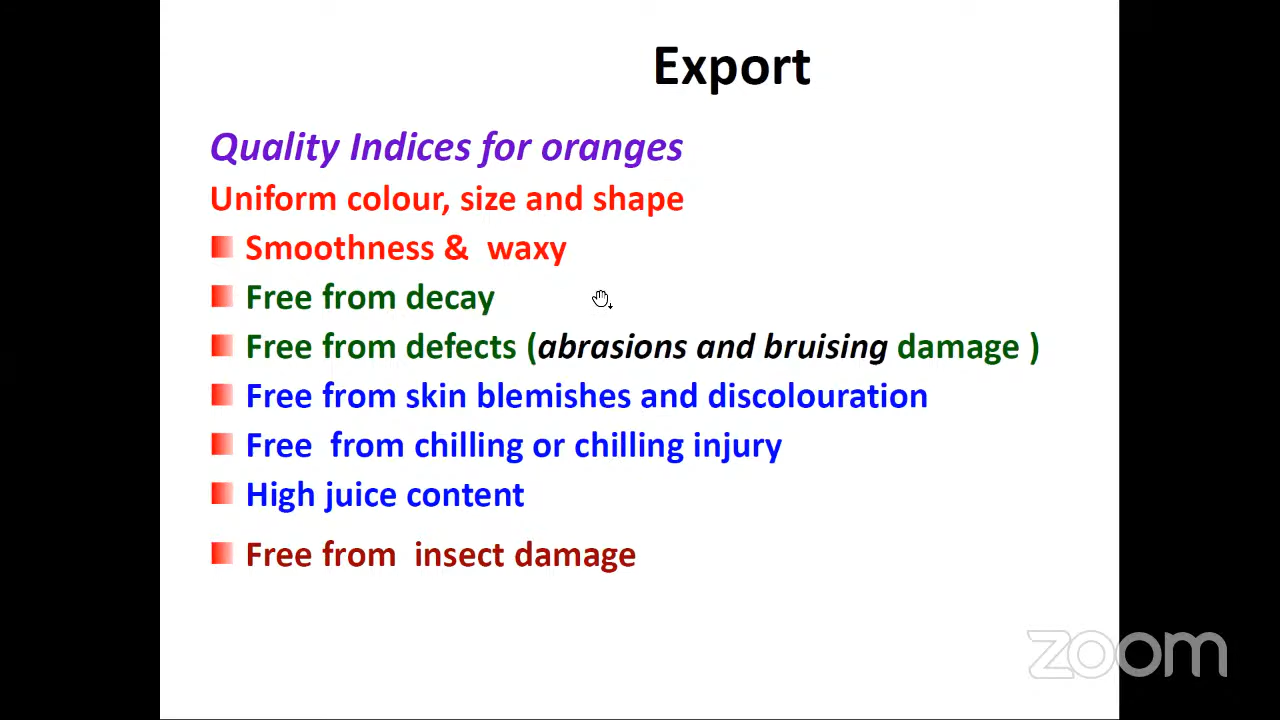 Export
Quality Indices for oranges
Uniform colour, size and shape
Smoothness &  waxy
Free from decay
Free from defects (abrasions and bruising damage )
Free from skin blemishes and discolouration
Free  from chilling or chilling injury
High juice content
Free from  insect damage
zoom